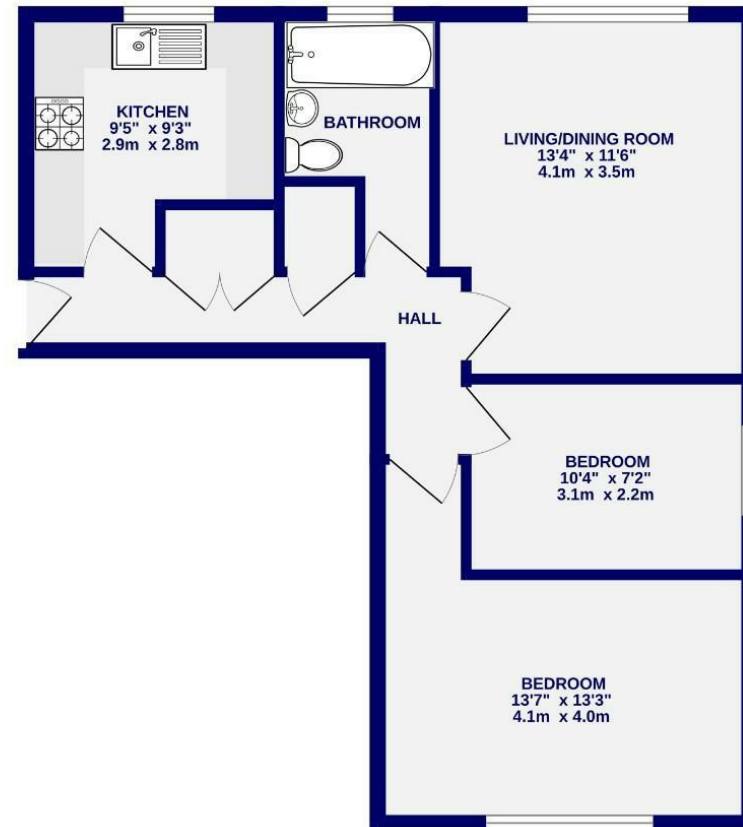 KITCHEN
9'5" x 9'3"
2.9m x 2.8m
BATHROOM
LIVING/DINING ROOM
13'4" x 11'6"
4.1m x 3.5m
HALL
BEDROOM
10'4" x 7'2"
3.1m x 2.2m
BEDROOM
13'7" x 13'3"
4.1m x 4.0m